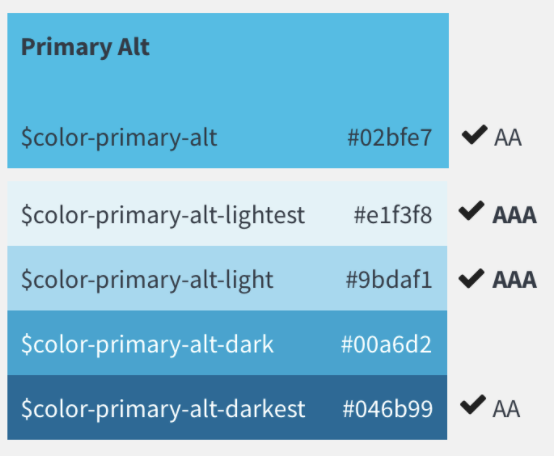 Primary Alt
$color-primary-alt #02bfe7 AA
$color-primary-alt-lightest #e1f3f8 AAA
$color-primary-alt-light #9bdaf1 AAA
$color-primary-alt-dark #00a6d2
$color-primary-alt-darkest #046b99 AA